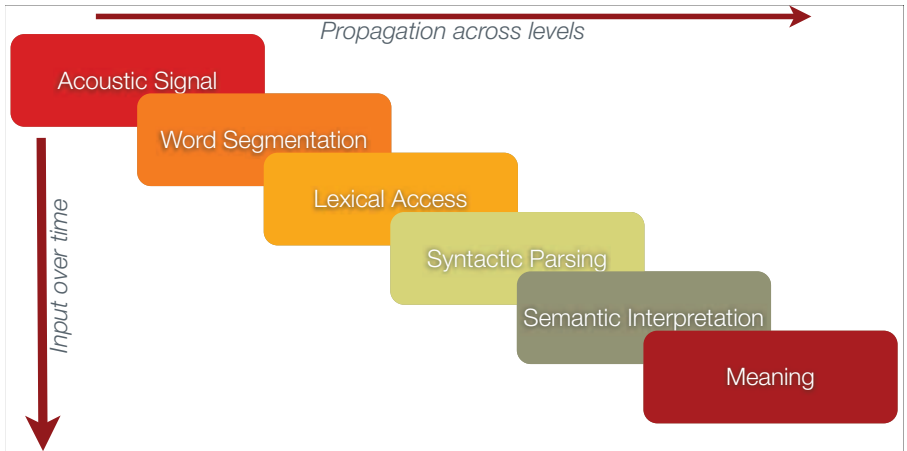 Propagation across levels
Acoustic Signal
Word Segmentation
Lexical Access
Syntactic Parsing
Semantic Interpretation
Meaning
Input over time